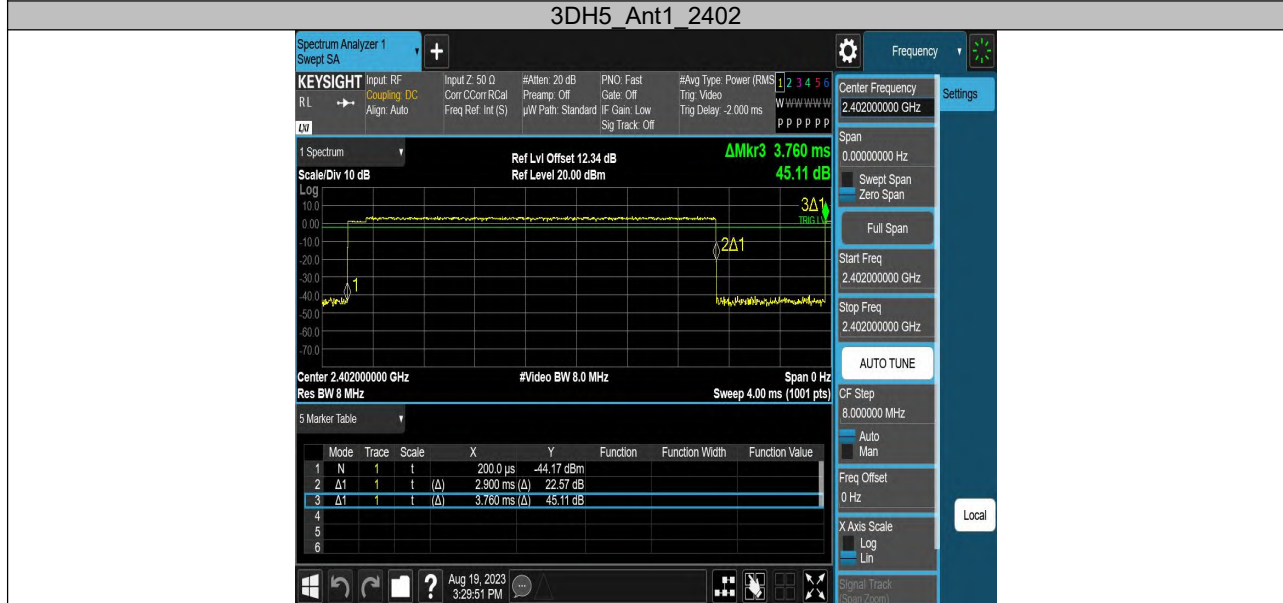 3DH5_Ant1_2402
Spectrum Analyzer 1
Swept SA
Frequency
KEYSIGHT
RL
LXI
Input: RF
Coupling: DC
Align: Auto
Input Z: 50 Ω
Corr CCorr RCal
Freq Ref: Int (S)
#Atten: 20 dB
Preamp: Off
µW Path: Standard
PNO: Fast
Gate: Off
IF Gain: Low
Sig Track: Off
#Avg Type: Power (RMS
Trig: Video
Trig Delay: -2.000 ms
1 2 3 4 5 6
W W W W W W
P P P P P P
1 Spectrum
Scale/Div 10 dB
Ref Lvl Offset 12.34 dB
Ref Level 20.00 dBm
ΔMkr3 3.760 ms
45.11 dB
Log
10.0
0.00
-10.0
-20.0
-30.0
-40.0
-50.0
-60.0
-70.0
1
2Δ1
3Δ1
TRIG LV
Center 2.402000000 GHz
#Video BW 8.0 MHz
Span 0 Hz
Res BW 8 MHz
Sweep 4.00 ms (1001 pts)
5 Marker Table
Mode Trace Scale X Y Function Function Width Function Value
1 N 1 t 200.0 µs -44.17 dBm
2 Δ1 1 t (Δ) 2.900 ms (Δ) 22.57 dB
3 Δ1 1 t (Δ) 3.760 ms (Δ) 45.11 dB
4
5
6
Aug 19, 2023
3:29:51 PM
Center Frequency
2.402000000 GHz
Settings
Span
0.00000000 Hz
Swept Span
Zero Span
Full Span
Start Freq
2.402000000 GHz
Stop Freq
2.402000000 GHz
AUTO TUNE
CF Step
8.000000 MHz
Auto
Man
Freq Offset
0 Hz
X Axis Scale
Log
Lin
Local
Signal Track
(Span Zoom)